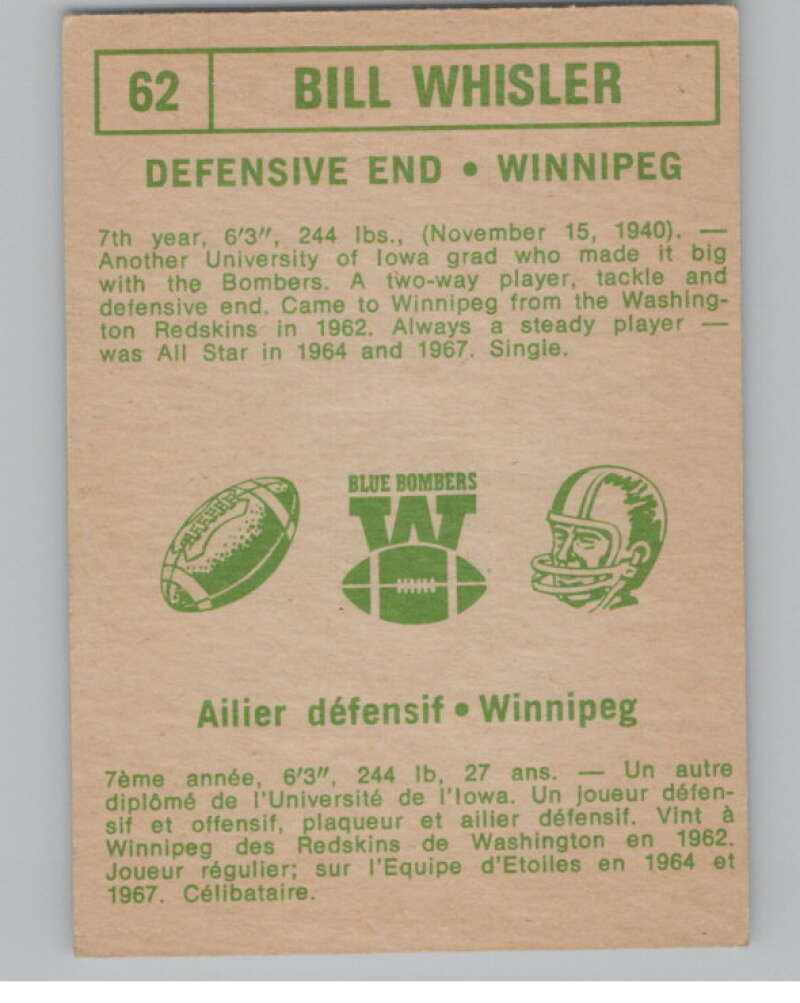 62 BILL WHISLER
DEFENSIVE END • WINNIPEG
7th year, 6'3", 244 lbs., (November 15, 1940). —
Another University of Iowa grad who made it big
with the Bombers. A two-way player, tackle and
defensive end. Came to Winnipeg from the Washing-
ton Redskins in 1962. Always a steady player —
was All Star in 1964 and 1967. Single.
BLUE BOMBERS
W
Ailier défensif • Winnipeg
7ème année, 6'3", 244 lb, 27 ans. — Un autre
diplômé de l'Université de l'Iowa. Un joueur défen-
sif et offensif, plaqueur et ailier défensif. Vint à
Winnipeg des Redskins de Washington en 1962.
Joueur régulier; sur l'Equipe d'Etoiles en 1964 et
1967. Célibataire.